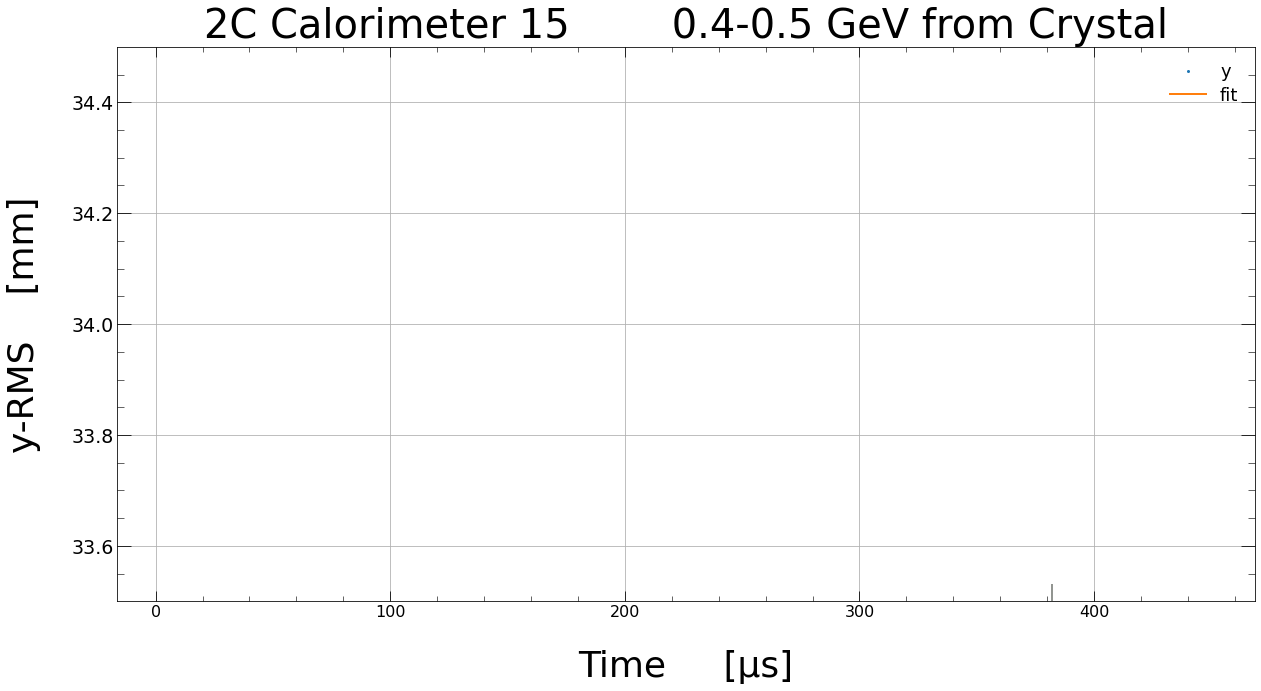 2C Calorimeter 15 0.4-0.5 GeV from Crystal
y
fit
y-RMS [mm]
34.4
34.2
34.0
33.8
33.6
0 100 200 300 400
Time [μs]